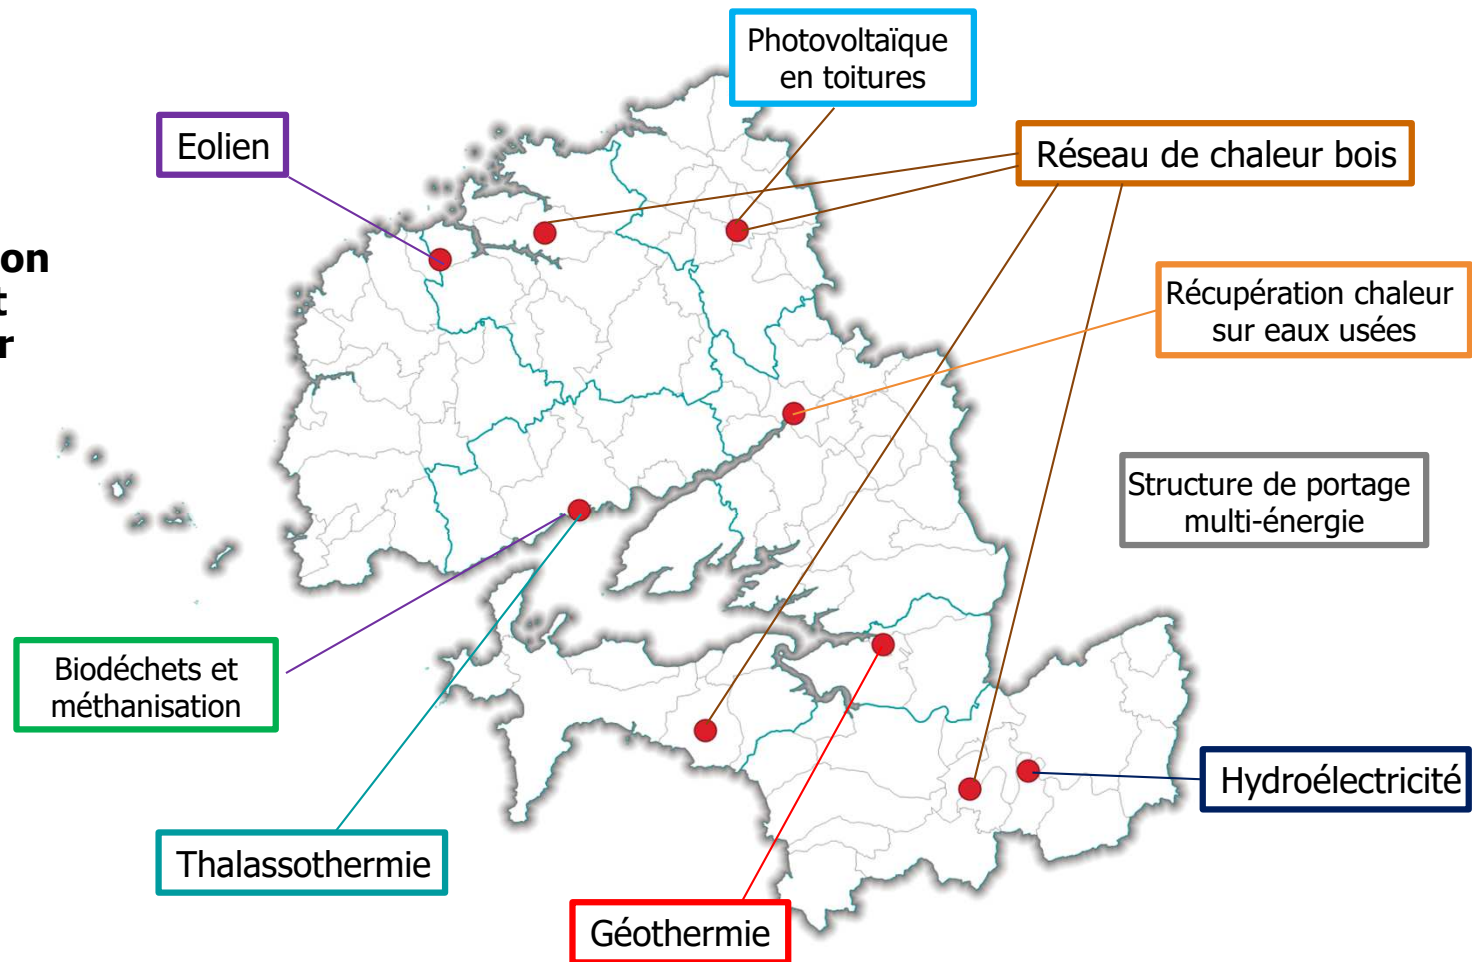 Photovoltaïque
en toitures
Eolien
Réseau de chaleur bois
Récupération chaleur
sur eaux usées
Structure de portage
multi-énergie
Biodéchets et
méthanisation
Hydroélectricité
Thalassothermie
Géothermie